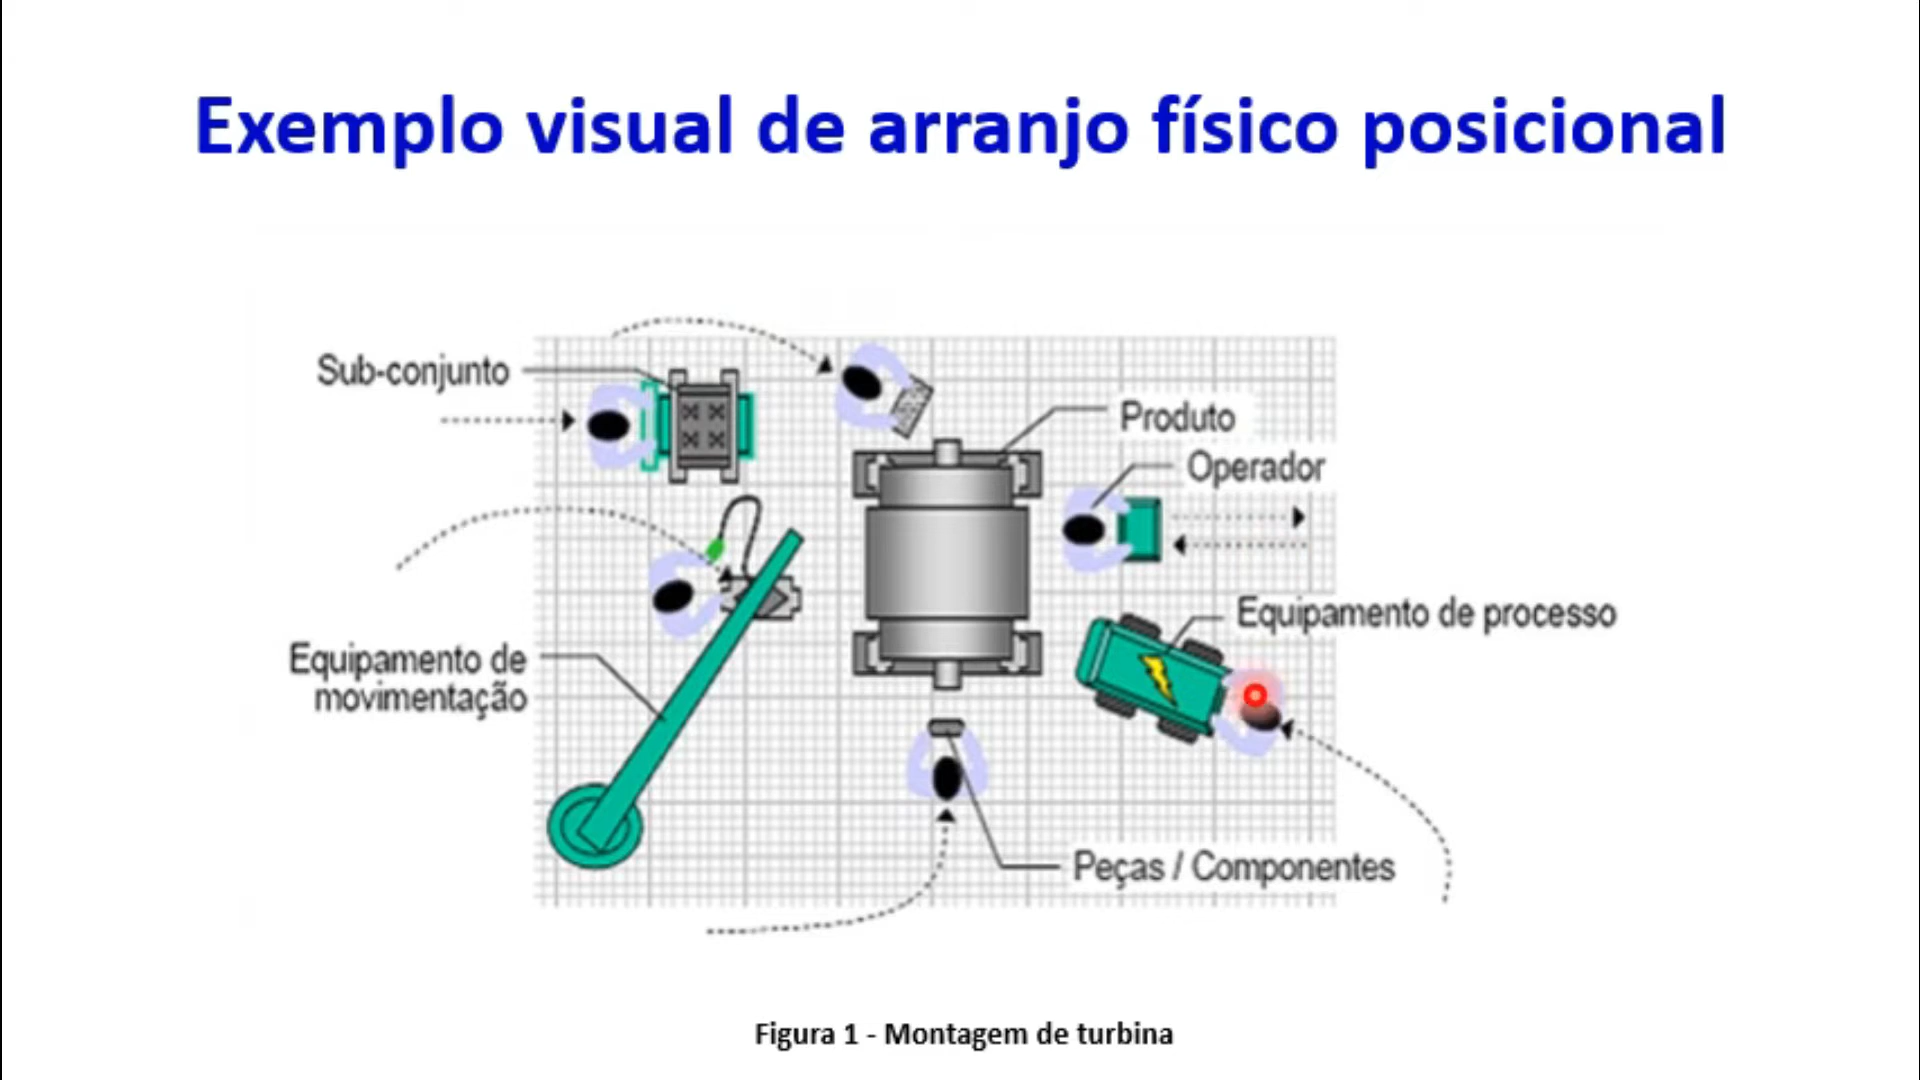 Exemplo visual de arranjo físico posicional
Sub-conjunto
Produto
Operador
Equipamento de processo
Equipamento de
movimentação
Peças / Componentes
Figura 1 - Montagem de turbina